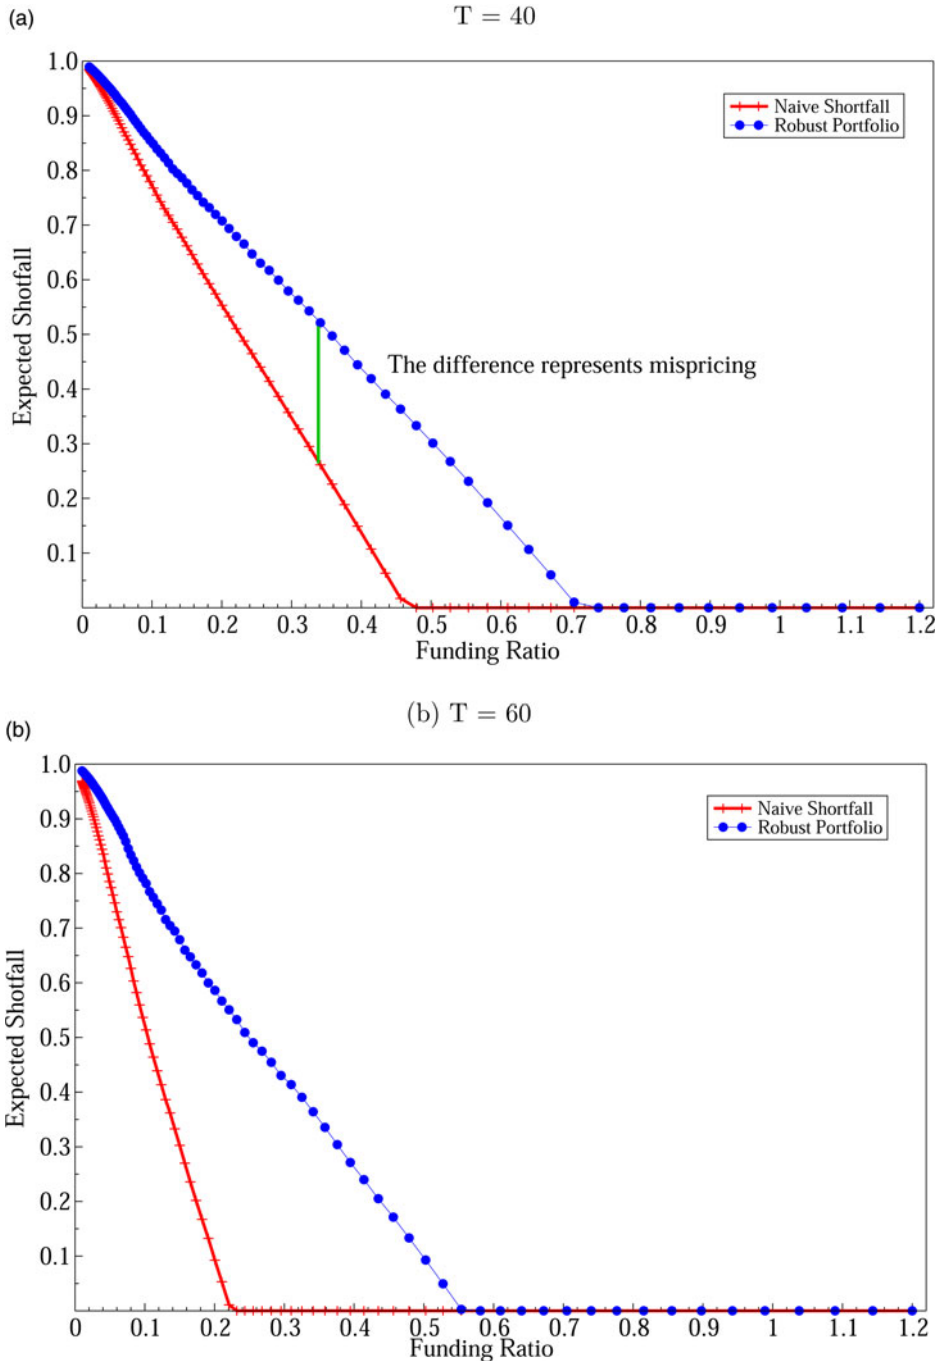 (a)
T = 40
1.0
0.9
0.8
0.7
0.6
0.5
0.4
0.3
0.2
0.1
Expected Shotfall
Naive Shortfall
Robust Portfolio
The difference represents mispricing
0 0.1 0.2 0.3 0.4 0.5 0.6 0.7 0.8 0.9 1 1.1 1.2
Funding Ratio
(b) T = 60
(b)
1.0
0.9
0.8
0.7
0.6
0.5
0.4
0.3
0.2
0.1
Expected Shotfall
Naive Shortfall
Robust Portfolio
0 0.1 0.2 0.3 0.4 0.5 0.6 0.7 0.8 0.9 1 1.1 1.2
Funding Ratio